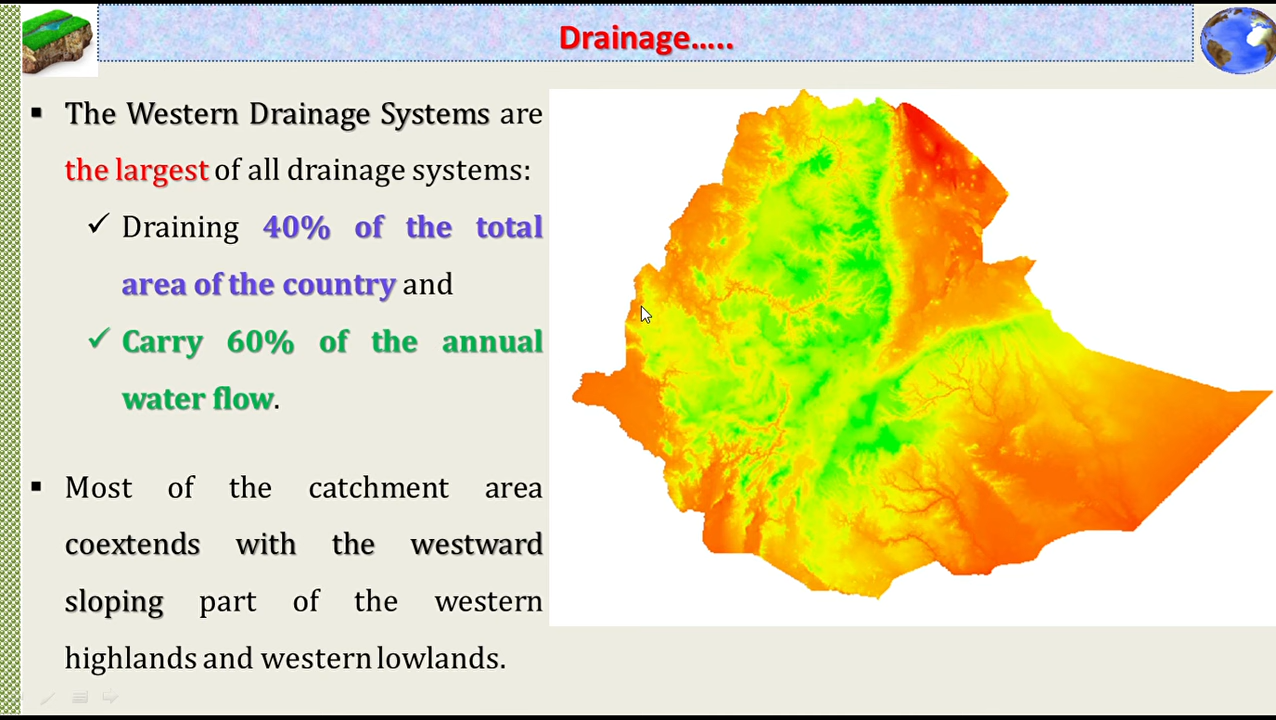 Drainage.....
▪ The Western Drainage Systems are
the largest of all drainage systems:
✓ Draining 40% of the total
area of the country and
✓ Carry 60% of the annual
water flow.
▪ Most of the catchment area
coextends with the westward
sloping part of the western
highlands and western lowlands.